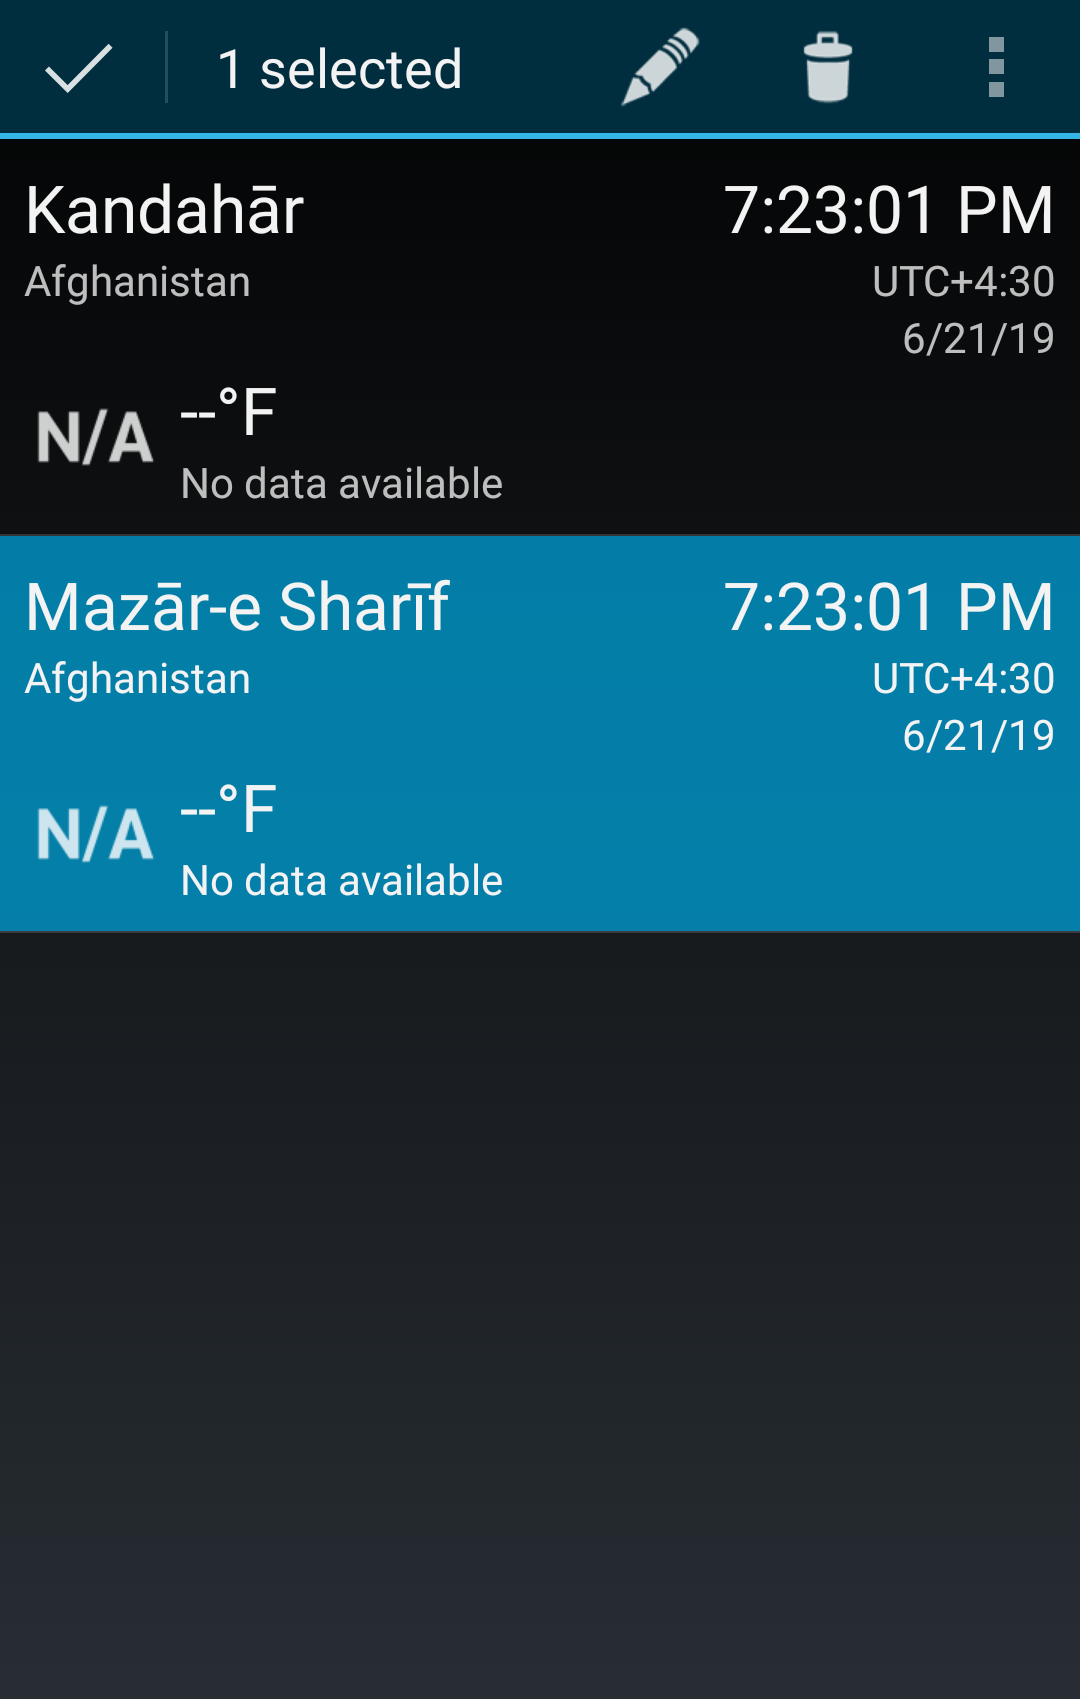 1 selected
Kandahār 7:23:01 PM
Afghanistan UTC+4:30
6/21/19
N/A --°F
No data available
Mazār-e Sharīf 7:23:01 PM
Afghanistan UTC+4:30
6/21/19
N/A --°F
No data available